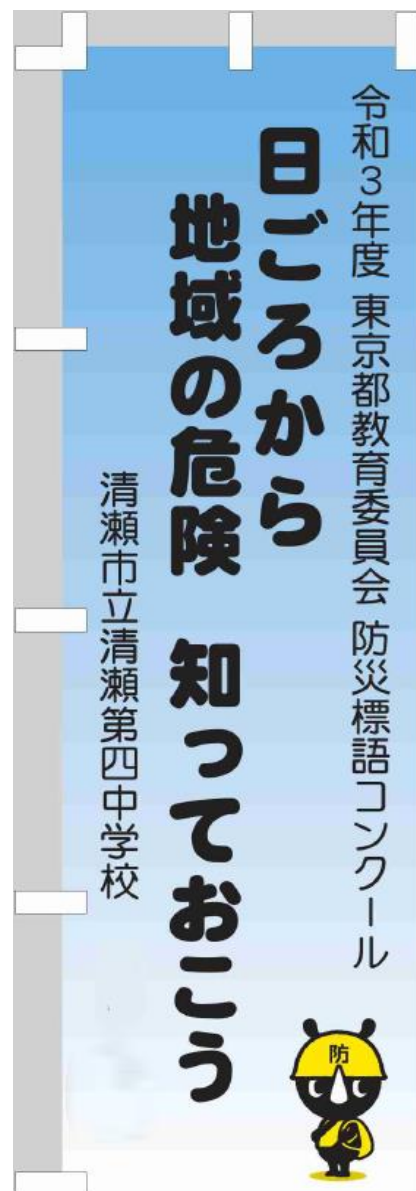 令和3年度 東京都教育委員会 防災標語コンクール
日ごろから
地域の危険 知っておこう
清瀬市立清瀬第四中学校
防